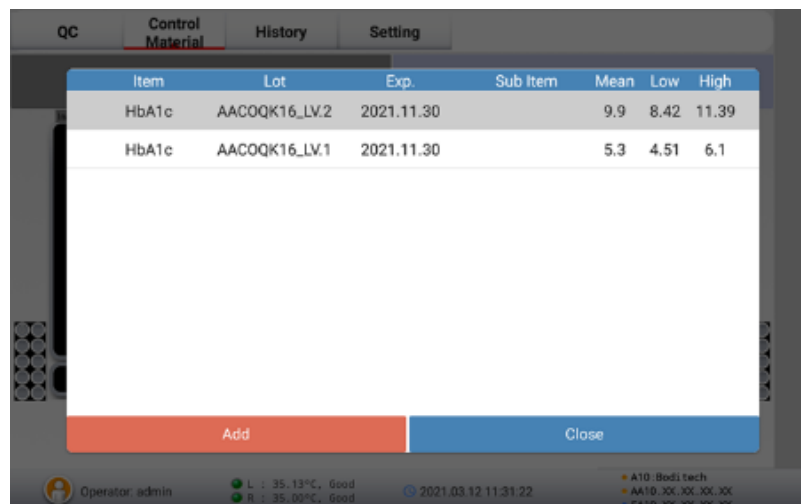 QC
Control
Material
History
Setting
Item Lot Exp. Sub Item Mean Low High
HbA1c AACOQK16_LV.2 2021.11.30 9.9 8.42 11.39
HbA1c AACOQK16_LV.1 2021.11.30 5.3 4.51 6.1
Add
Close
Operator: admin
L : 35.13°C, Good
R : 35.00°C, Good
2021.03.12 11:31:22
A10:Boditech
AA10.XX.XX.XX.XX